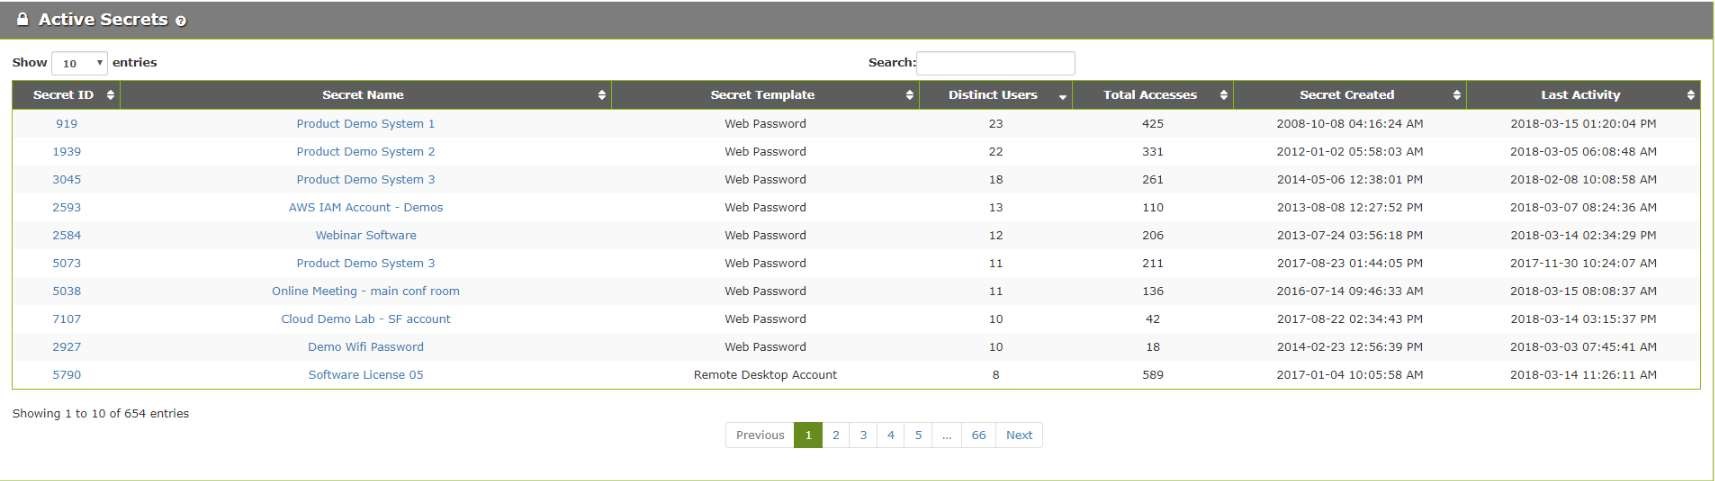 Active Secrets
Show 10 entries Search:
Secret ID Secret Name Secret Template Distinct Users Total Accesses Secret Created Last Activity
919 Product Demo System 1 Web Password 23 425 2008-10-08 04:16:24 AM 2018-03-15 01:20:04 PM
1939 Product Demo System 2 Web Password 22 331 2012-01-02 05:58:03 AM 2018-03-05 06:08:48 AM
3045 Product Demo System 3 Web Password 18 261 2014-05-06 12:38:01 PM 2018-02-08 10:08:58 AM
2593 AWS IAM Account - Demos Web Password 13 110 2013-08-08 12:27:52 PM 2018-03-07 08:24:36 AM
2584 Webinar Software Web Password 12 206 2013-07-24 03:56:18 PM 2018-03-14 02:34:29 PM
5073 Product Demo System 3 Web Password 11 211 2017-08-23 01:44:05 PM 2017-11-30 10:24:07 AM
5038 Online Meeting - main conf room Web Password 11 136 2016-07-14 09:46:33 AM 2018-03-15 08:08:37 AM
7107 Cloud Demo Lab - SF account Web Password 10 42 2017-08-22 02:34:43 PM 2018-03-14 03:15:37 PM
2927 Demo Wifi Password Web Password 10 18 2014-02-23 12:56:39 PM 2018-03-03 07:45:41 AM
5790 Software License 05 Remote Desktop Account 8 589 2017-01-04 10:05:58 AM 2018-03-14 11:26:11 AM
Showing 1 to 10 of 654 entries
Previous 1 2 3 4 5 ... 66 Next